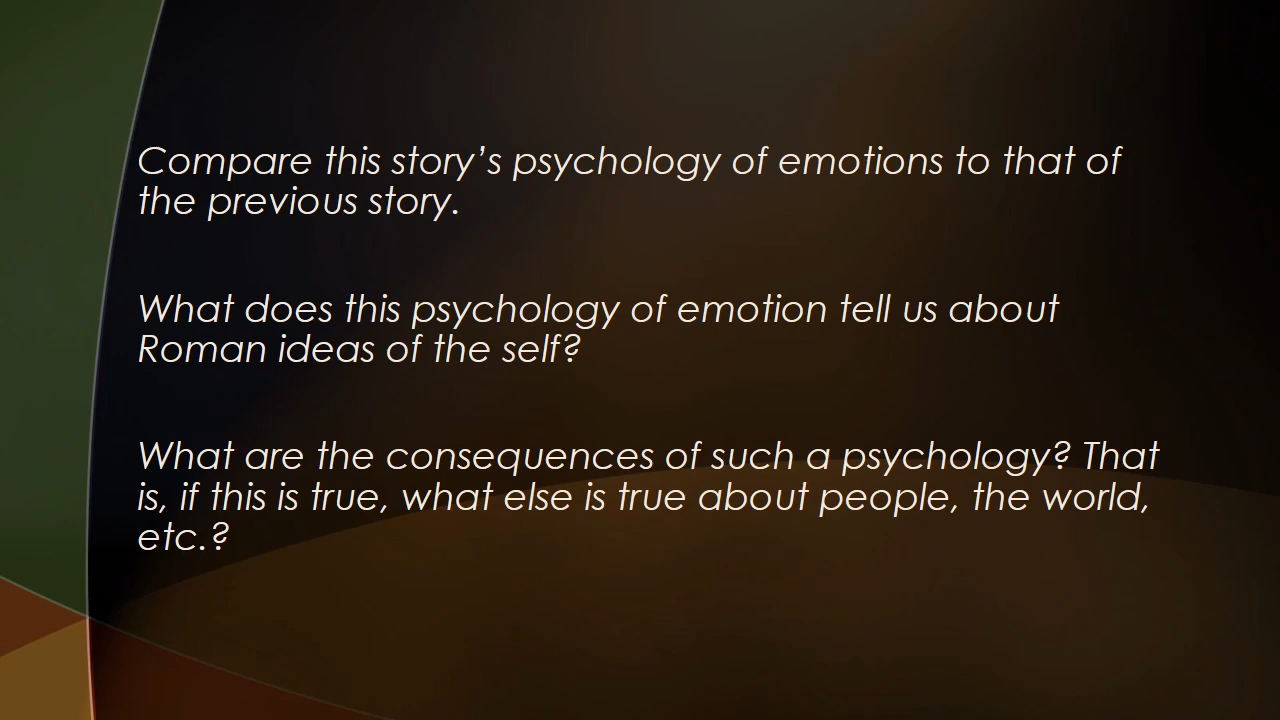 Compare this story’s psychology of emotions to that of
the previous story.
What does this psychology of emotion tell us about
Roman ideas of the self?
What are the consequences of such a psychology? That
is, if this is true, what else is true about people, the world,
etc.?